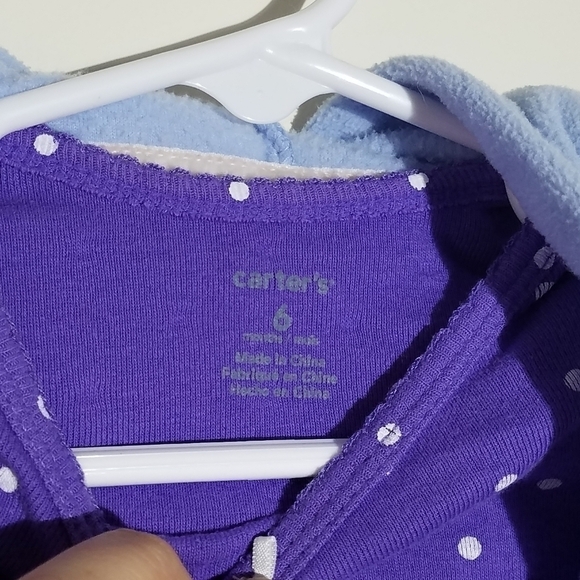 carter's
6
months / mois
Made in China
Fabriqué en Chine
Hecho en China